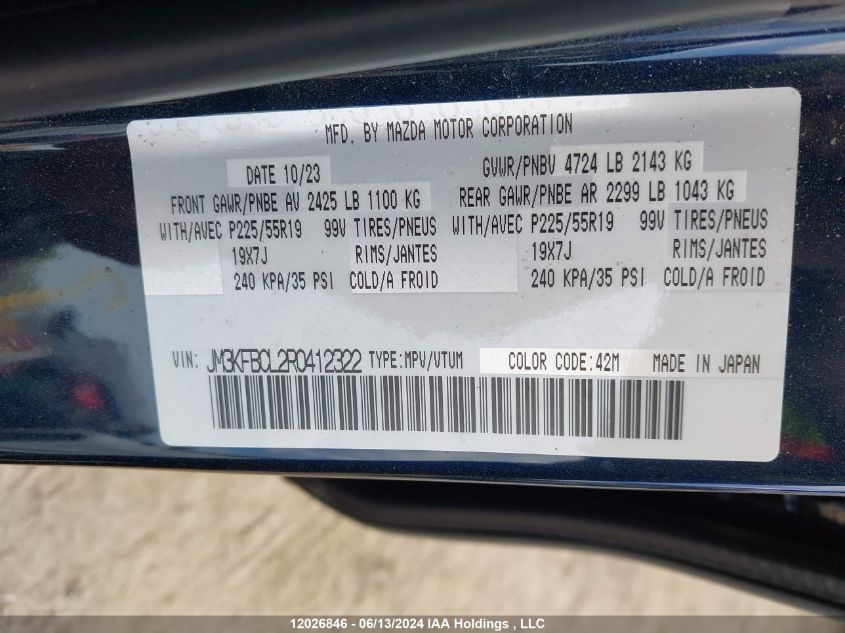 MFD. BY MAZDA MOTOR CORPORATION
DATE 10/23 GVWR/PNBV 4724 LB 2143 KG
FRONT GAWR/PNBE AV 2425 LB 1100 KG REAR GAWR/PNBE AR 2299 LB 1043 KG
WITH/AVEC P225/55R19 99V TIRES/PNEUS WITH/AVEC P225/55R19 99V TIRES/PNEUS
19X7J RIMS/JANTES 19X7J RIMS/JANTES
240 KPA/35 PSI COLD/A FROID 240 KPA/35 PSI COLD/A FROID
VIN: JM3KFBCL2R0412322 TYPE:MPV/VTUM COLOR CODE:42M MADE IN JAPAN
12026846 - 06/13/2024 IAA Holdings , LLC